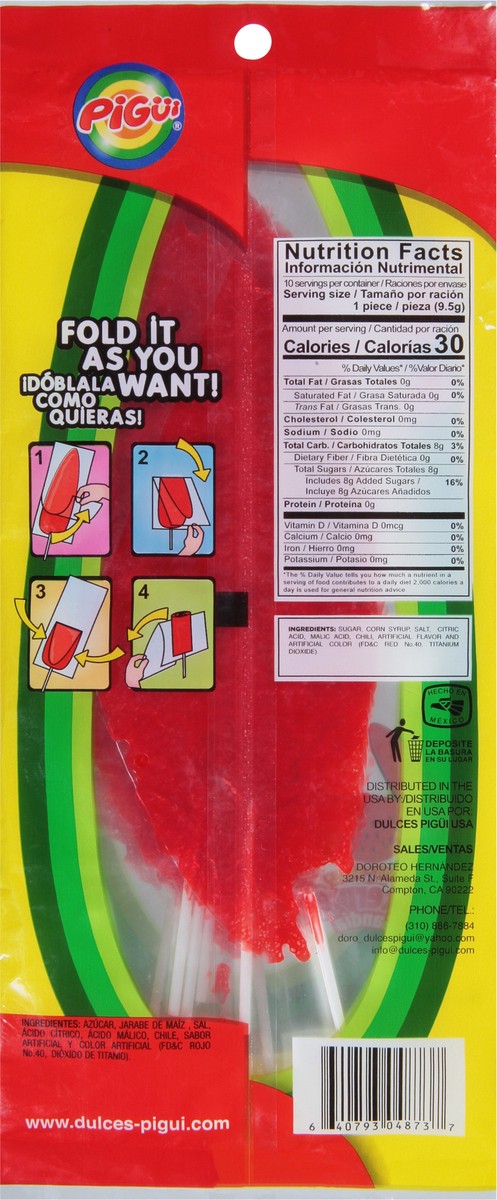 PiGüi®
FOLD iT
AS YOU
WANT!
¡DÓBLALA
COMO
QUIERAS!
1
2
3
4
Nutrition Facts
Información Nutrimental
10 servings per container / Raciones por envase
Serving size / Tamaño por ración
1 piece / pieza (9.5g)
Amount per serving / Cantidad por ración
Calories / Calorías 30
% Daily Values* / %Valor Diario*
Total Fat / Grasas Totales 0g 0%
Saturated Fat / Grasa Saturada 0g 0%
Trans Fat / Grasas Trans. 0g
Cholesterol / Colesterol 0mg 0%
Sodium / Sodio 0mg 0%
Total Carb. / Carbohidratos Totales 8g 3%
Dietary Fiber / Fibra Dietética 0g 0%
Total Sugars / Azúcares Totales 8g
Includes 8g Added Sugars / 16%
Incluye 8g Azúcares Añadidos
Protein / Proteína 0g
Vitamin D / Vitamina D 0mcg 0%
Calcium / Calcio 0mg 0%
Iron / Hierro 0mg 0%
Potassium / Potasio 0mg 0%
*The % Daily Value tells you how much a nutrient in a
serving of food contributes to a daily diet 2,000 calories a
day is used for general nutrition advice
INGREDIENTS: SUGAR, CORN SYRUP, SALT, CITRIC
ACID, MALIC ACID, CHILI, ARTIFICIAL FLAVOR AND
ARTIFICIAL COLOR (FD&C RED No.40, TITANIUM
DIOXIDE)
HECHO EN
MÉXICO
DEPOSITE
LA BASURA
EN SU LUGAR
DISTRIBUTED IN THE
USA BY:/DISTRIBUIDO
EN USA POR:
DULCES PIGÜI USA
SALES/VENTAS
DOROTEO HERNÁNDEZ
3215 N. Alameda St., Suite F
Compton, CA 90222
PHONE/TEL.:
(310) 886-7884
doro_dulcespigui@yahoo.com
info@dulces-pigui.com
INGREDIENTES: AZÚCAR, JARABE DE MAÍZ , SAL,
ÁCIDO CÍTRICO, ÁCIDO MÁLICO, CHILE, SABOR
ARTIFICIAL Y COLOR ARTIFICIAL (FD&C ROJO
No.40, DIÓXIDO DE TITANIO).
www.dulces-pigui.com
6 40793 04873 7